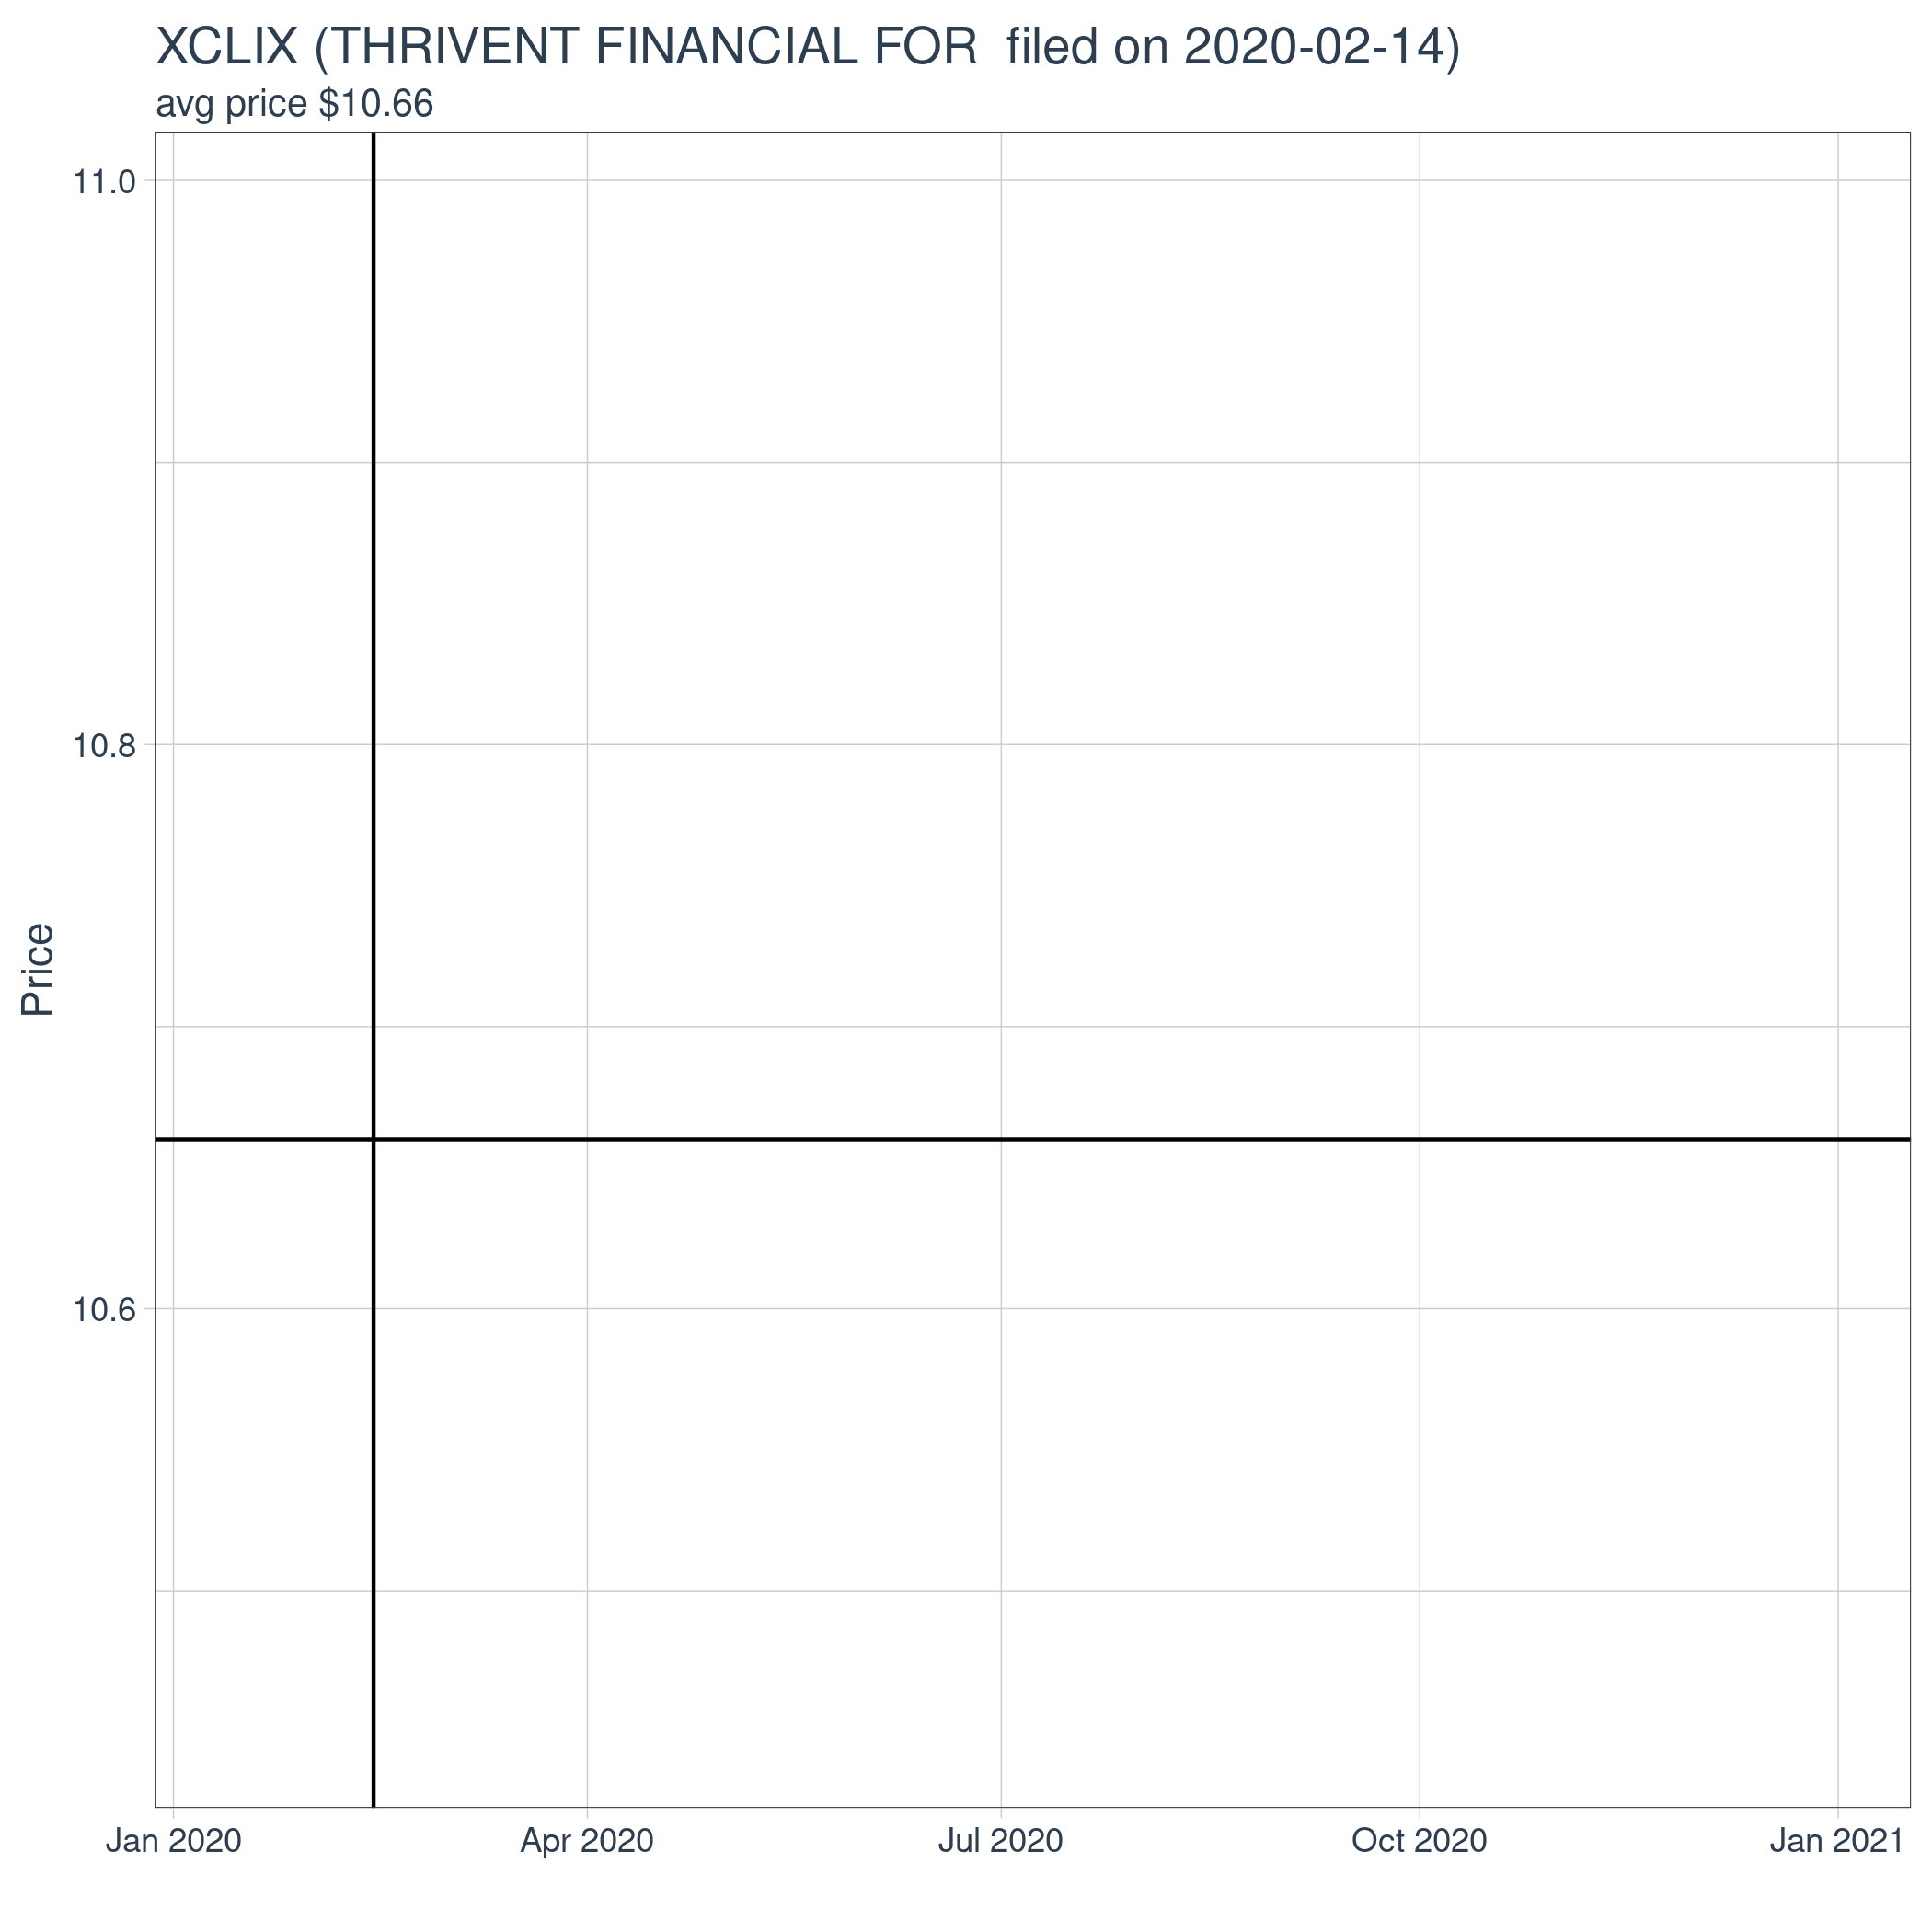 XCLIX (THRIVENT FINANCIAL FOR  filed on 2020-02-14)
avg price $10.66
11.0
10.8
Price
10.6
Jan 2020 Apr 2020 Jul 2020 Oct 2020 Jan 2021